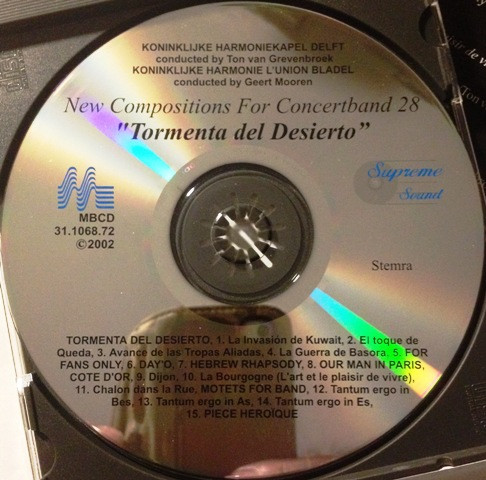 KONINKLIJKE HARMONIEKAPEL DELFT
conducted by Ton van Grevenbroek
KONINKLIJKE HARMONIE L'UNION BLADEL
conducted by Geert Mooren
New Compositions For Concertband 28
"Tormenta del Desierto"
MBCD
31.1068.72
©2002
Supreme
Sound
Stemra
TORMENTA DEL DESIERTO, 1. La Invasión de Kuwait, 2. El toque de
Queda, 3. Avance de las Tropas Aliadas, 4. La Guerra de Basora. 5. FOR
FANS ONLY, 6. DAY'O, 7. HEBREW RHAPSODY, 8. OUR MAN IN PARIS,
COTE D'OR, 9. Dijon, 10. La Bourgogne (L'art et le plaisir de vivre),
11. Chalon dans la Rue, MOTETS FOR BAND, 12. Tantum ergo in
Bes, 13. Tantum ergo in As, 14. Tantum ergo in Es,
15. PIECE HEROÏQUE